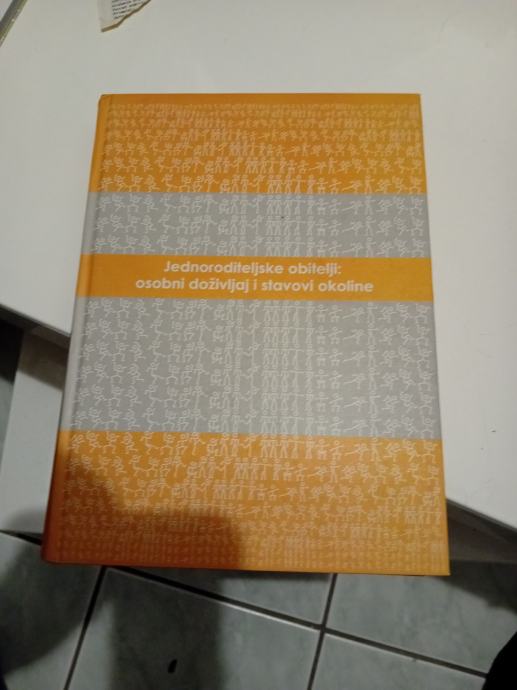 Jednoroditeljske obitelji:
osobni doživljaj i stavovi okoline